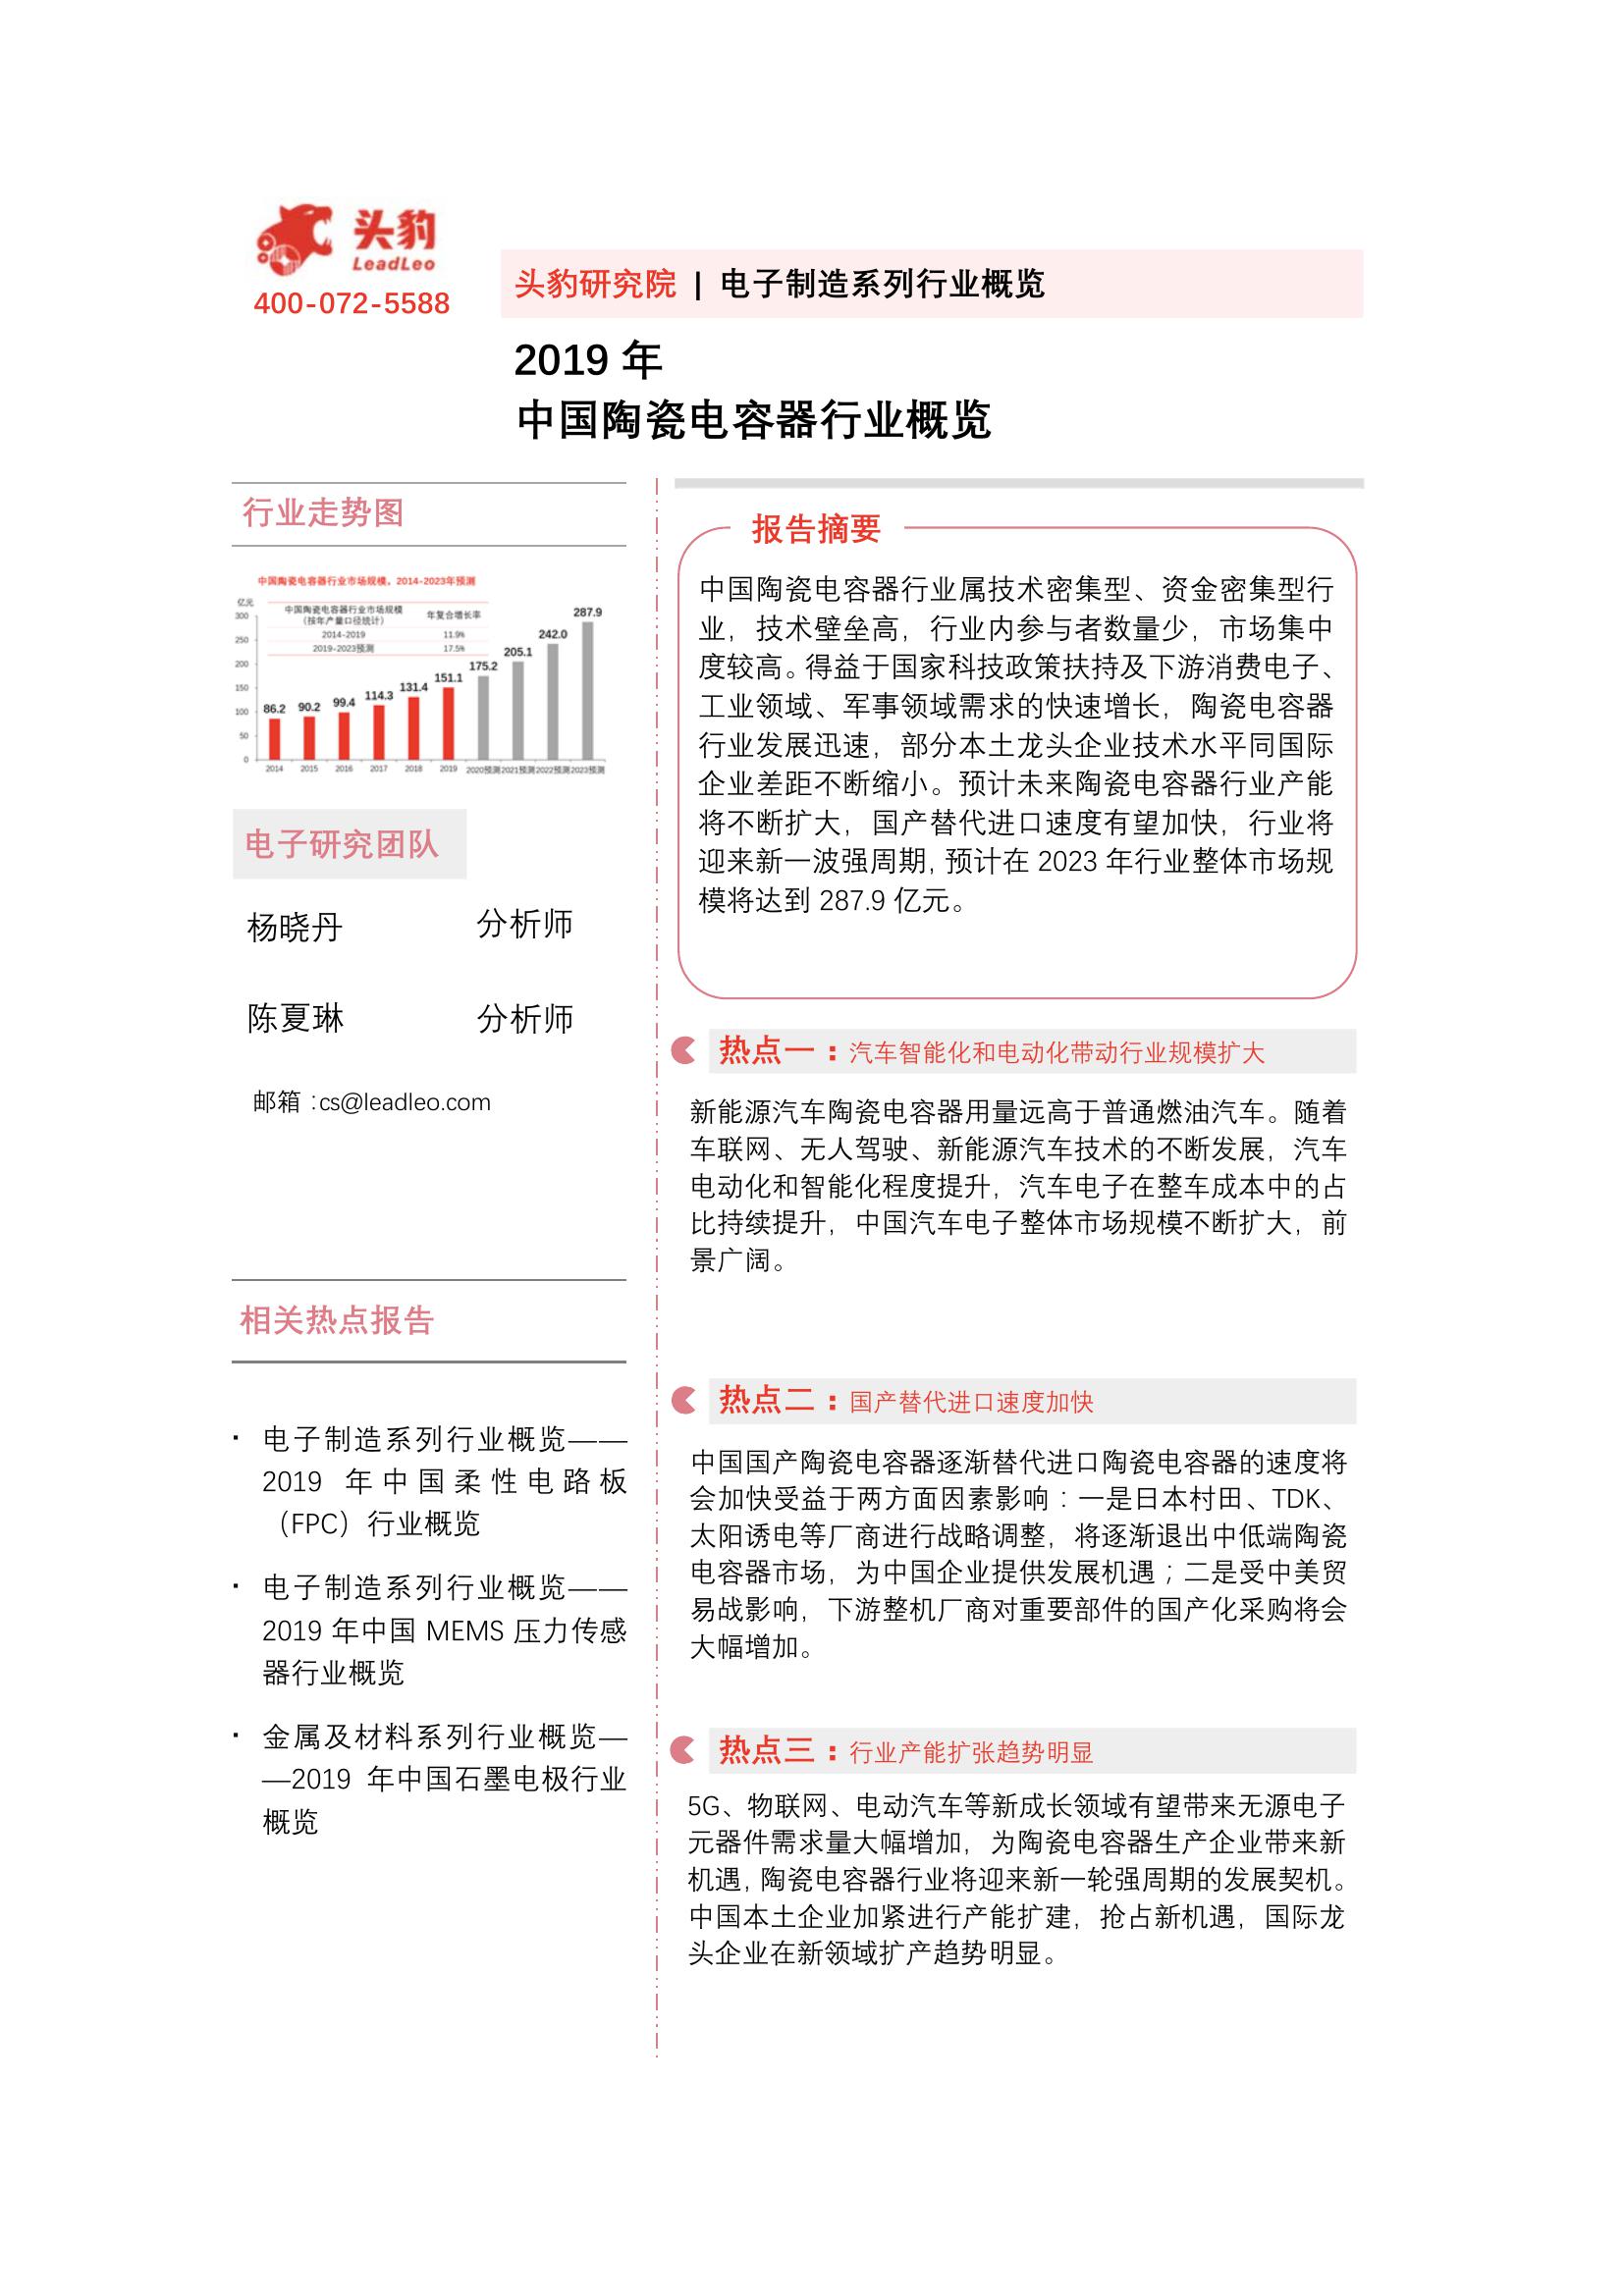 头豹
LeadLeo
400-072-5588
头豹研究院 | 电子制造系列行业概览
2019 年
中国陶瓷电容器行业概览
行业走势图
中国陶瓷电容器行业市场规模，2014-2023年预测
亿元
中国陶瓷电容器行业市场规模
（按年产量口径统计）
年复合增长率
2014-2019 11.9%
2019-2023预测 17.5%
300
250
200
150
100
50
0
86.2 90.2 99.4 114.3 131.4 151.1 175.2 205.1 242.0 287.9
2014 2015 2016 2017 2018 2019 2020预测 2021预测 2022预测 2023预测
电子研究团队
杨晓丹 分析师
陈夏琳 分析师
邮箱：cs@leadleo.com
相关热点报告
· 电子制造系列行业概览——
2019 年中国柔性电路板
（FPC）行业概览
· 电子制造系列行业概览——
2019 年中国 MEMS 压力传感
器行业概览
· 金属及材料系列行业概览—
—2019 年中国石墨电极行业
概览
报告摘要
中国陶瓷电容器行业属技术密集型、资金密集型行
业，技术壁垒高，行业内参与者数量少，市场集中
度较高。得益于国家科技政策扶持及下游消费电子、
工业领域、军事领域需求的快速增长，陶瓷电容器
行业发展迅速，部分本土龙头企业技术水平同国际
企业差距不断缩小。预计未来陶瓷电容器行业产能
将不断扩大，国产替代进口速度有望加快，行业将
迎来新一波强周期，预计在 2023 年行业整体市场规
模将达到 287.9 亿元。
热点一：汽车智能化和电动化带动行业规模扩大
新能源汽车陶瓷电容器用量远高于普通燃油汽车。随着
车联网、无人驾驶、新能源汽车技术的不断发展，汽车
电动化和智能化程度提升，汽车电子在整车成本中的占
比持续提升，中国汽车电子整体市场规模不断扩大，前
景广阔。
热点二：国产替代进口速度加快
中国国产陶瓷电容器逐渐替代进口陶瓷电容器的速度将
会加快受益于两方面因素影响：一是日本村田、TDK、
太阳诱电等厂商进行战略调整，将逐渐退出中低端陶瓷
电容器市场，为中国企业提供发展机遇；二是受中美贸
易战影响，下游整机厂商对重要部件的国产化采购将会
大幅增加。
热点三：行业产能扩张趋势明显
5G、物联网、电动汽车等新成长领域有望带来无源电子
元器件需求量大幅增加，为陶瓷电容器生产企业带来新
机遇，陶瓷电容器行业将迎来新一轮强周期的发展契机。
中国本土企业加紧进行产能扩建，抢占新机遇，国际龙
头企业在新领域扩产趋势明显。